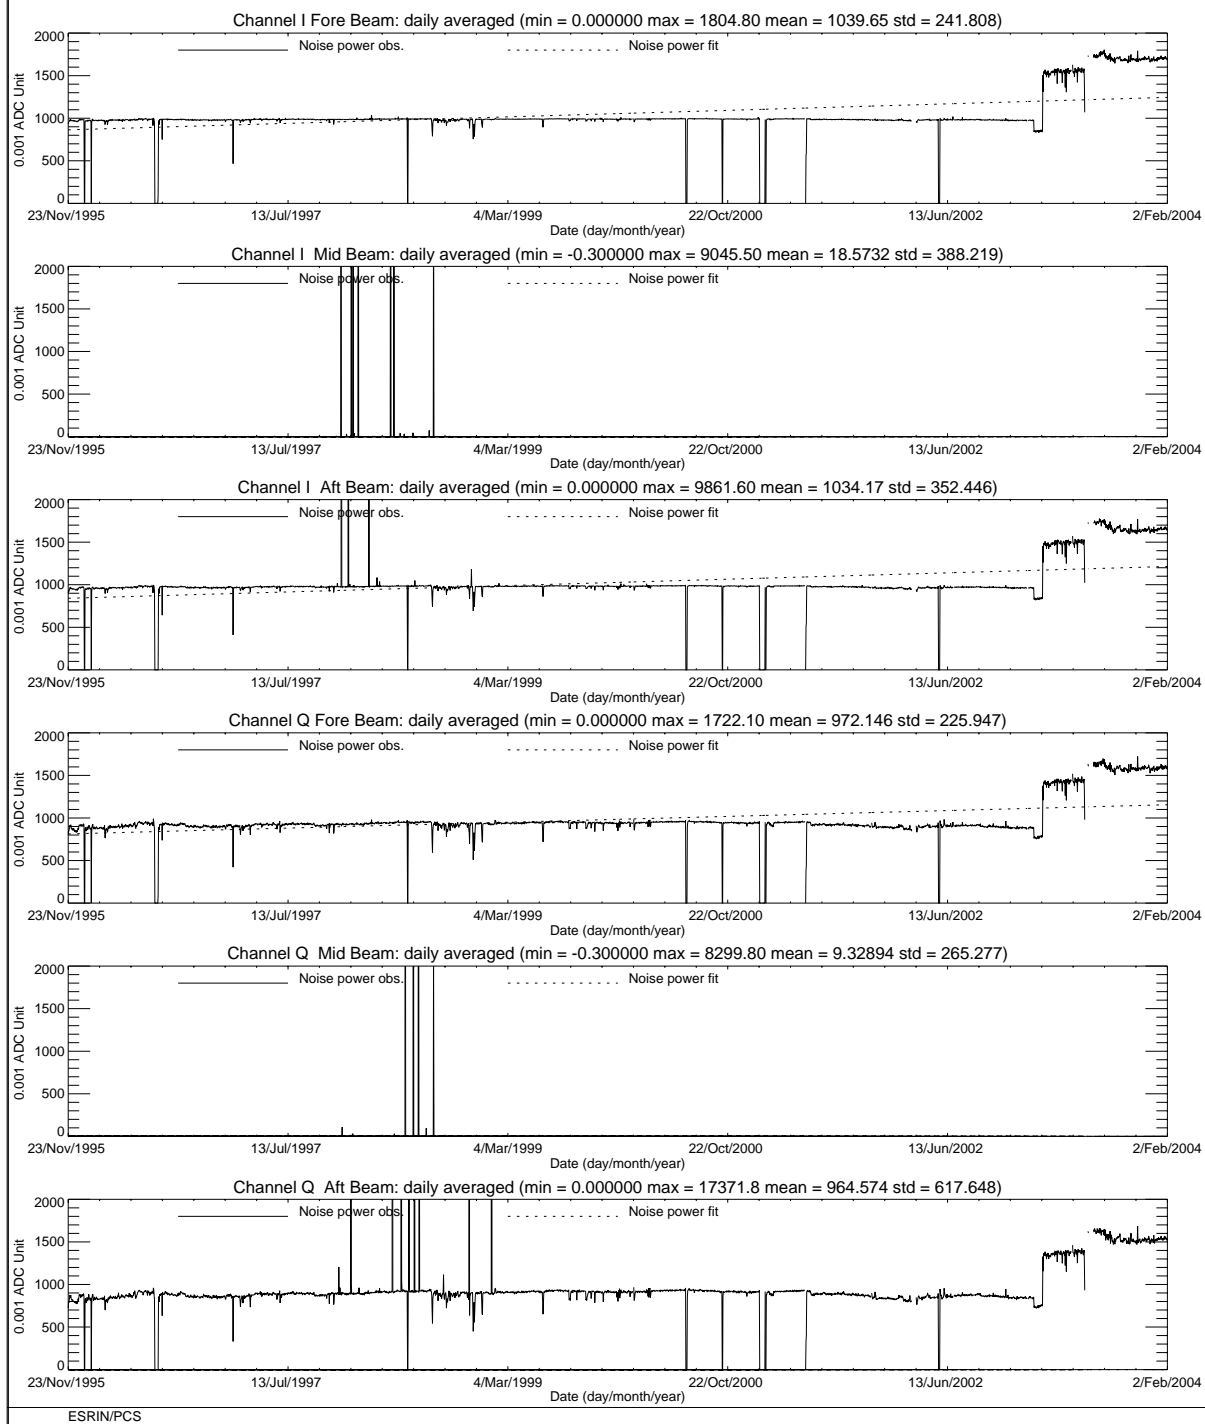 Channel I Fore Beam: daily averaged (min = 0.000000 max = 1804.80 mean = 1039.65 std = 241.808)
2000
1500
1000
500
0
0.001 ADC Unit
Noise power obs.
Noise power fit
23/Nov/1995 13/Jul/1997 4/Mar/1999 22/Oct/2000 13/Jun/2002 2/Feb/2004
Date (day/month/year)
Channel I Mid Beam: daily averaged (min = -0.300000 max = 9045.50 mean = 18.5732 std = 388.219)
2000
1500
1000
500
0
0.001 ADC Unit
Noise power obs.
Noise power fit
23/Nov/1995 13/Jul/1997 4/Mar/1999 22/Oct/2000 13/Jun/2002 2/Feb/2004
Date (day/month/year)
Channel I Aft Beam: daily averaged (min = 0.000000 max = 9861.60 mean = 1034.17 std = 352.446)
2000
1500
1000
500
0
0.001 ADC Unit
Noise power obs.
Noise power fit
23/Nov/1995 13/Jul/1997 4/Mar/1999 22/Oct/2000 13/Jun/2002 2/Feb/2004
Date (day/month/year)
Channel Q Fore Beam: daily averaged (min = 0.000000 max = 1722.10 mean = 972.146 std = 225.947)
2000
1500
1000
500
0
0.001 ADC Unit
Noise power obs.
Noise power fit
23/Nov/1995 13/Jul/1997 4/Mar/1999 22/Oct/2000 13/Jun/2002 2/Feb/2004
Date (day/month/year)
Channel Q Mid Beam: daily averaged (min = -0.300000 max = 8299.80 mean = 9.32894 std = 265.277)
2000
1500
1000
500
0
0.001 ADC Unit
Noise power obs.
Noise power fit
23/Nov/1995 13/Jul/1997 4/Mar/1999 22/Oct/2000 13/Jun/2002 2/Feb/2004
Date (day/month/year)
Channel Q Aft Beam: daily averaged (min = 0.000000 max = 17371.8 mean = 964.574 std = 617.648)
2000
1500
1000
500
0
0.001 ADC Unit
Noise power obs.
Noise power fit
23/Nov/1995 13/Jul/1997 4/Mar/1999 22/Oct/2000 13/Jun/2002 2/Feb/2004
Date (day/month/year)
ESRIN/PCS